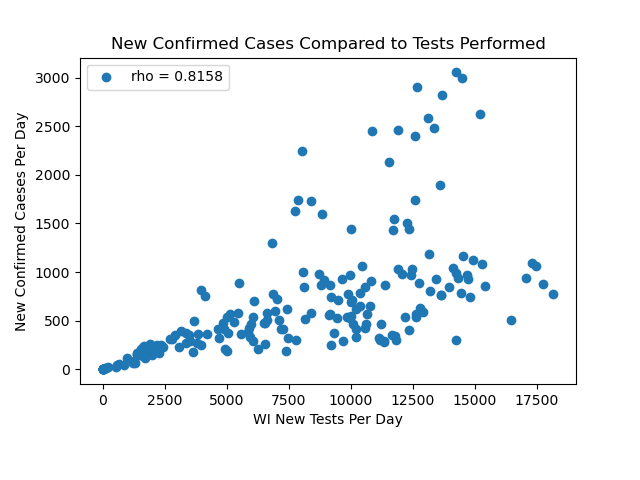 New Confirmed Cases Compared to Tests Performed
rho = 0.8158
New Confirmed Caeses Per Day
3000
2500
2000
1500
1000
500
0
0 2500 5000 7500 10000 12500 15000 17500
WI New Tests Per Day